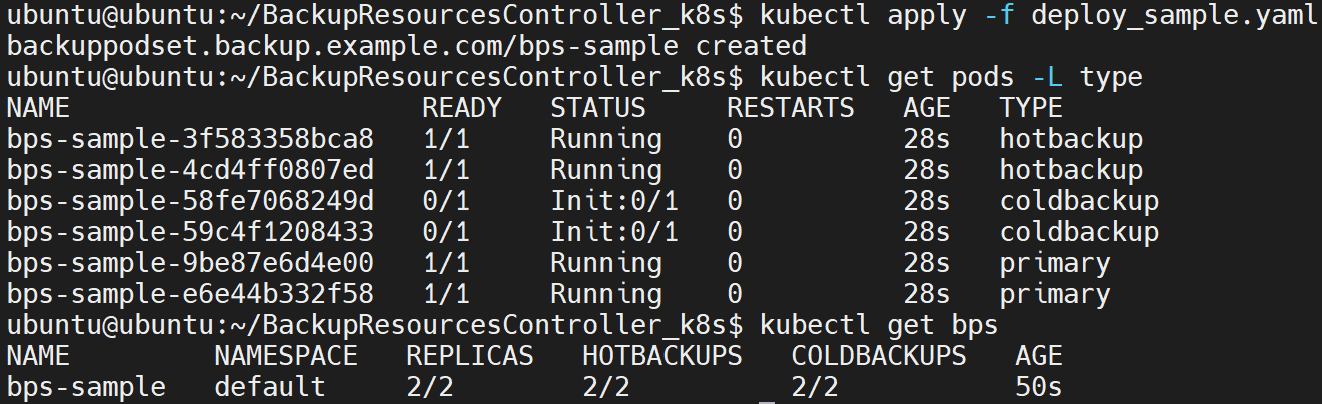 ubuntu@ubuntu:~/BackupResourcesController_k8s$ kubectl apply -f deploy_sample.yaml
backuppodset.backup.example.com/bps-sample created
ubuntu@ubuntu:~/BackupResourcesController_k8s$ kubectl get pods -L type
NAME READY STATUS RESTARTS AGE TYPE
bps-sample-3f583358bca8 1/1 Running 0 28s hotbackup
bps-sample-4cd4ff0807ed 1/1 Running 0 28s hotbackup
bps-sample-58fe7068249d 0/1 Init:0/1 0 28s coldbackup
bps-sample-59c4f1208433 0/1 Init:0/1 0 28s coldbackup
bps-sample-9be87e6d4e00 1/1 Running 0 28s primary
bps-sample-e6e44b332f58 1/1 Running 0 28s primary
ubuntu@ubuntu:~/BackupResourcesController_k8s$ kubectl get bps
NAME NAMESPACE REPLICAS HOTBACKUPS COLDBACKUPS AGE
bps-sample default 2/2 2/2 2/2 50s